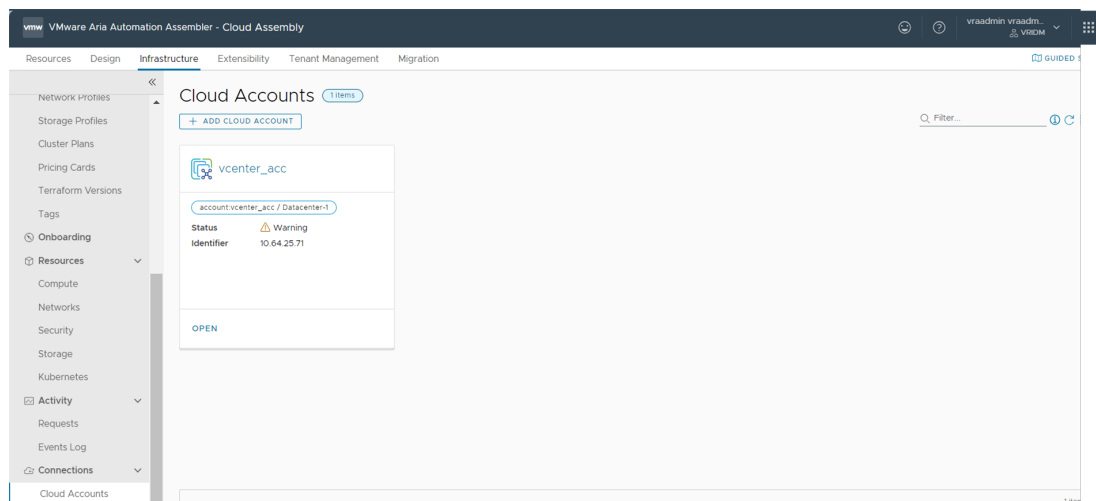 vmw VMware Aria Automation Assembler - Cloud Assembly
vraadmin vraadm...
VRIDM
Resources Design Infrastructure Extensibility Tenant Management Migration
GUIDED
Network Profiles
Storage Profiles
Cluster Plans
Pricing Cards
Terraform Versions
Tags
Onboarding
Resources
Compute
Networks
Security
Storage
Kubernetes
Activity
Requests
Events Log
Connections
Cloud Accounts
Cloud Accounts 1 items
+ ADD CLOUD ACCOUNT
Filter...
vcenter_acc
account:vcenter_acc / Datacenter-1
Status Warning
Identifier 10.64.25.71
OPEN